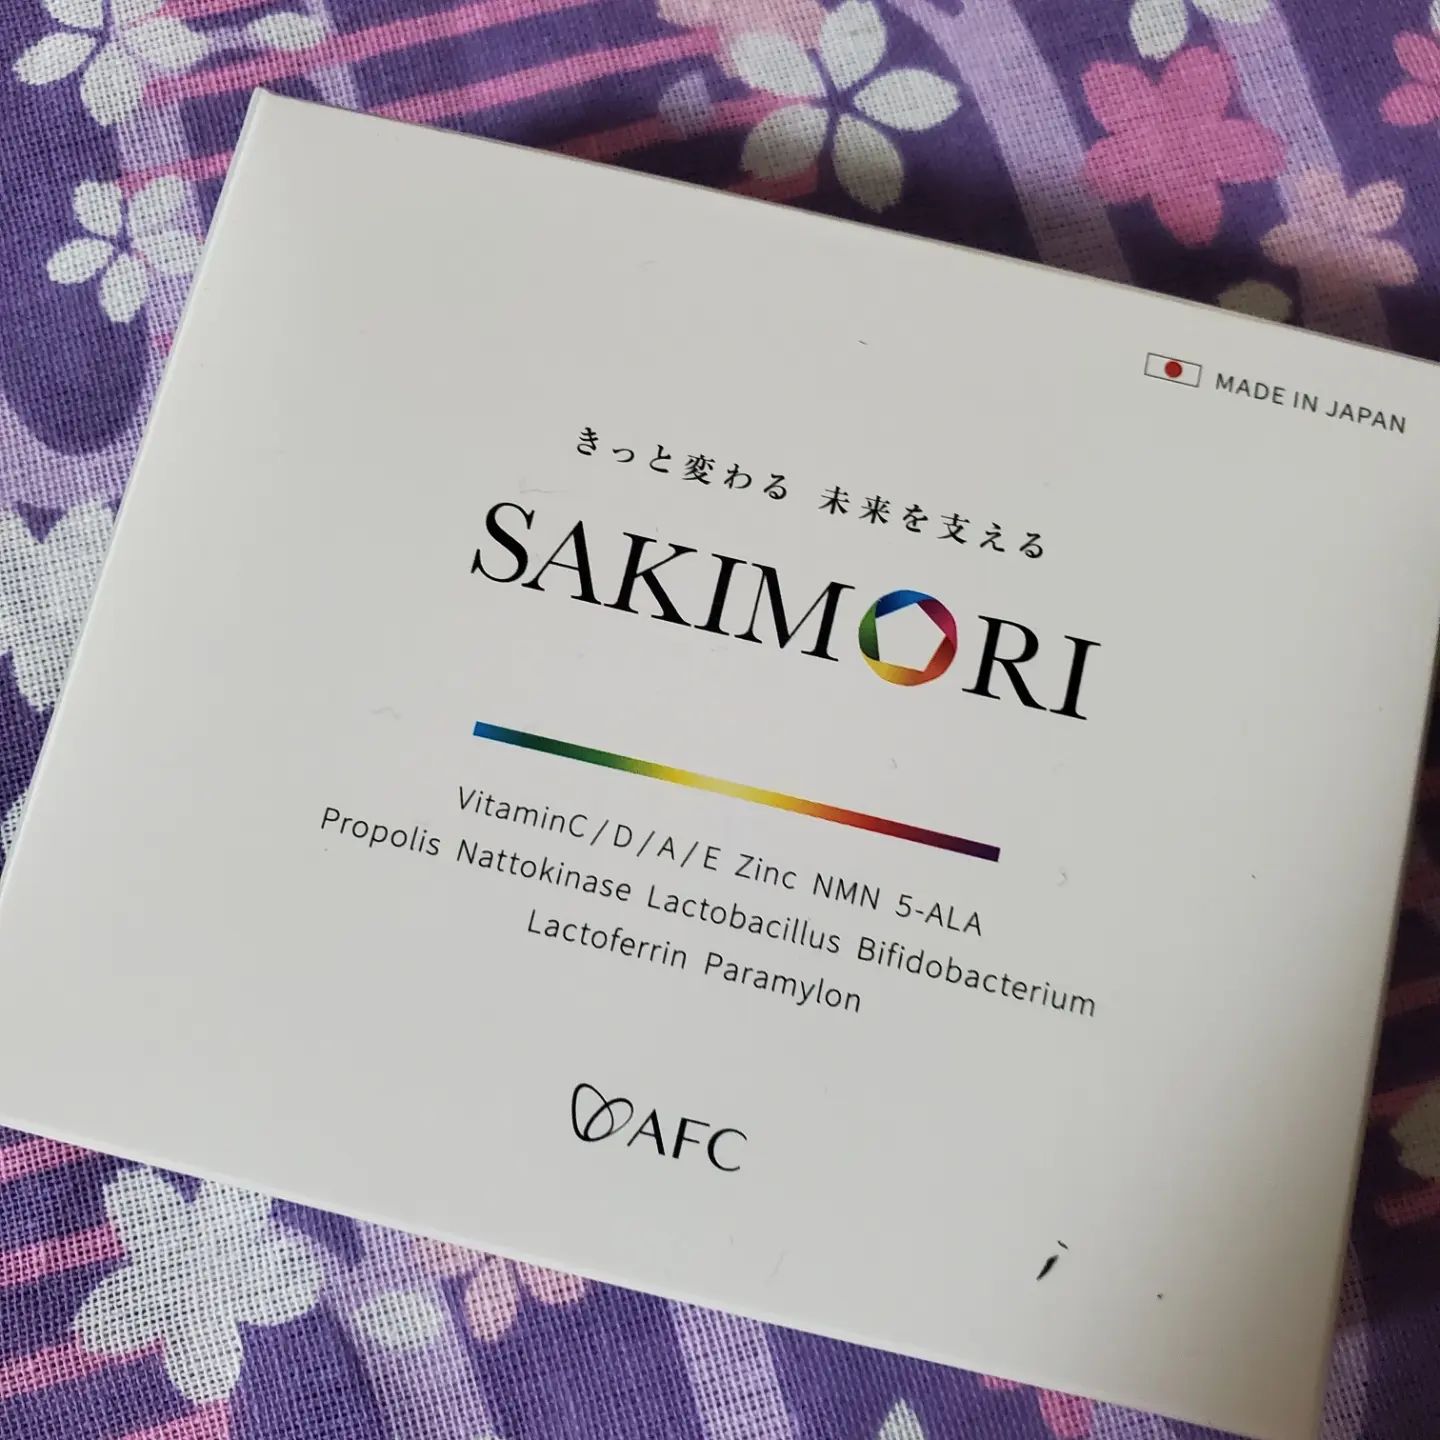 MADE IN JAPAN
きっと変わる 未来を支える
SAKIMORI
VitaminC/D/A/E Zinc NMN 5-ALA
Propolis Nattokinase Lactobacillus Bifidobacterium
Lactoferrin Paramylon
AFC